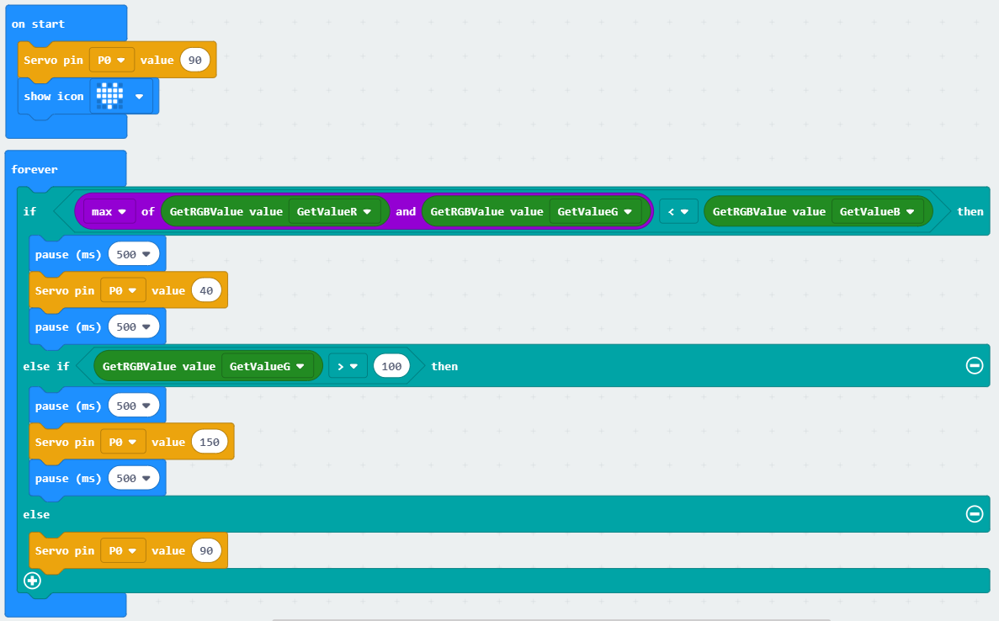 on start
Servo pin P0 value 90
show icon
forever
if max of GetRGBValue value GetValueR and GetRGBValue value GetValueG < GetRGBValue value GetValueB then
pause (ms) 500
Servo pin P0 value 40
pause (ms) 500
else if GetRGBValue value GetValueG > 100 then
pause (ms) 500
Servo pin P0 value 150
pause (ms) 500
else
Servo pin P0 value 90